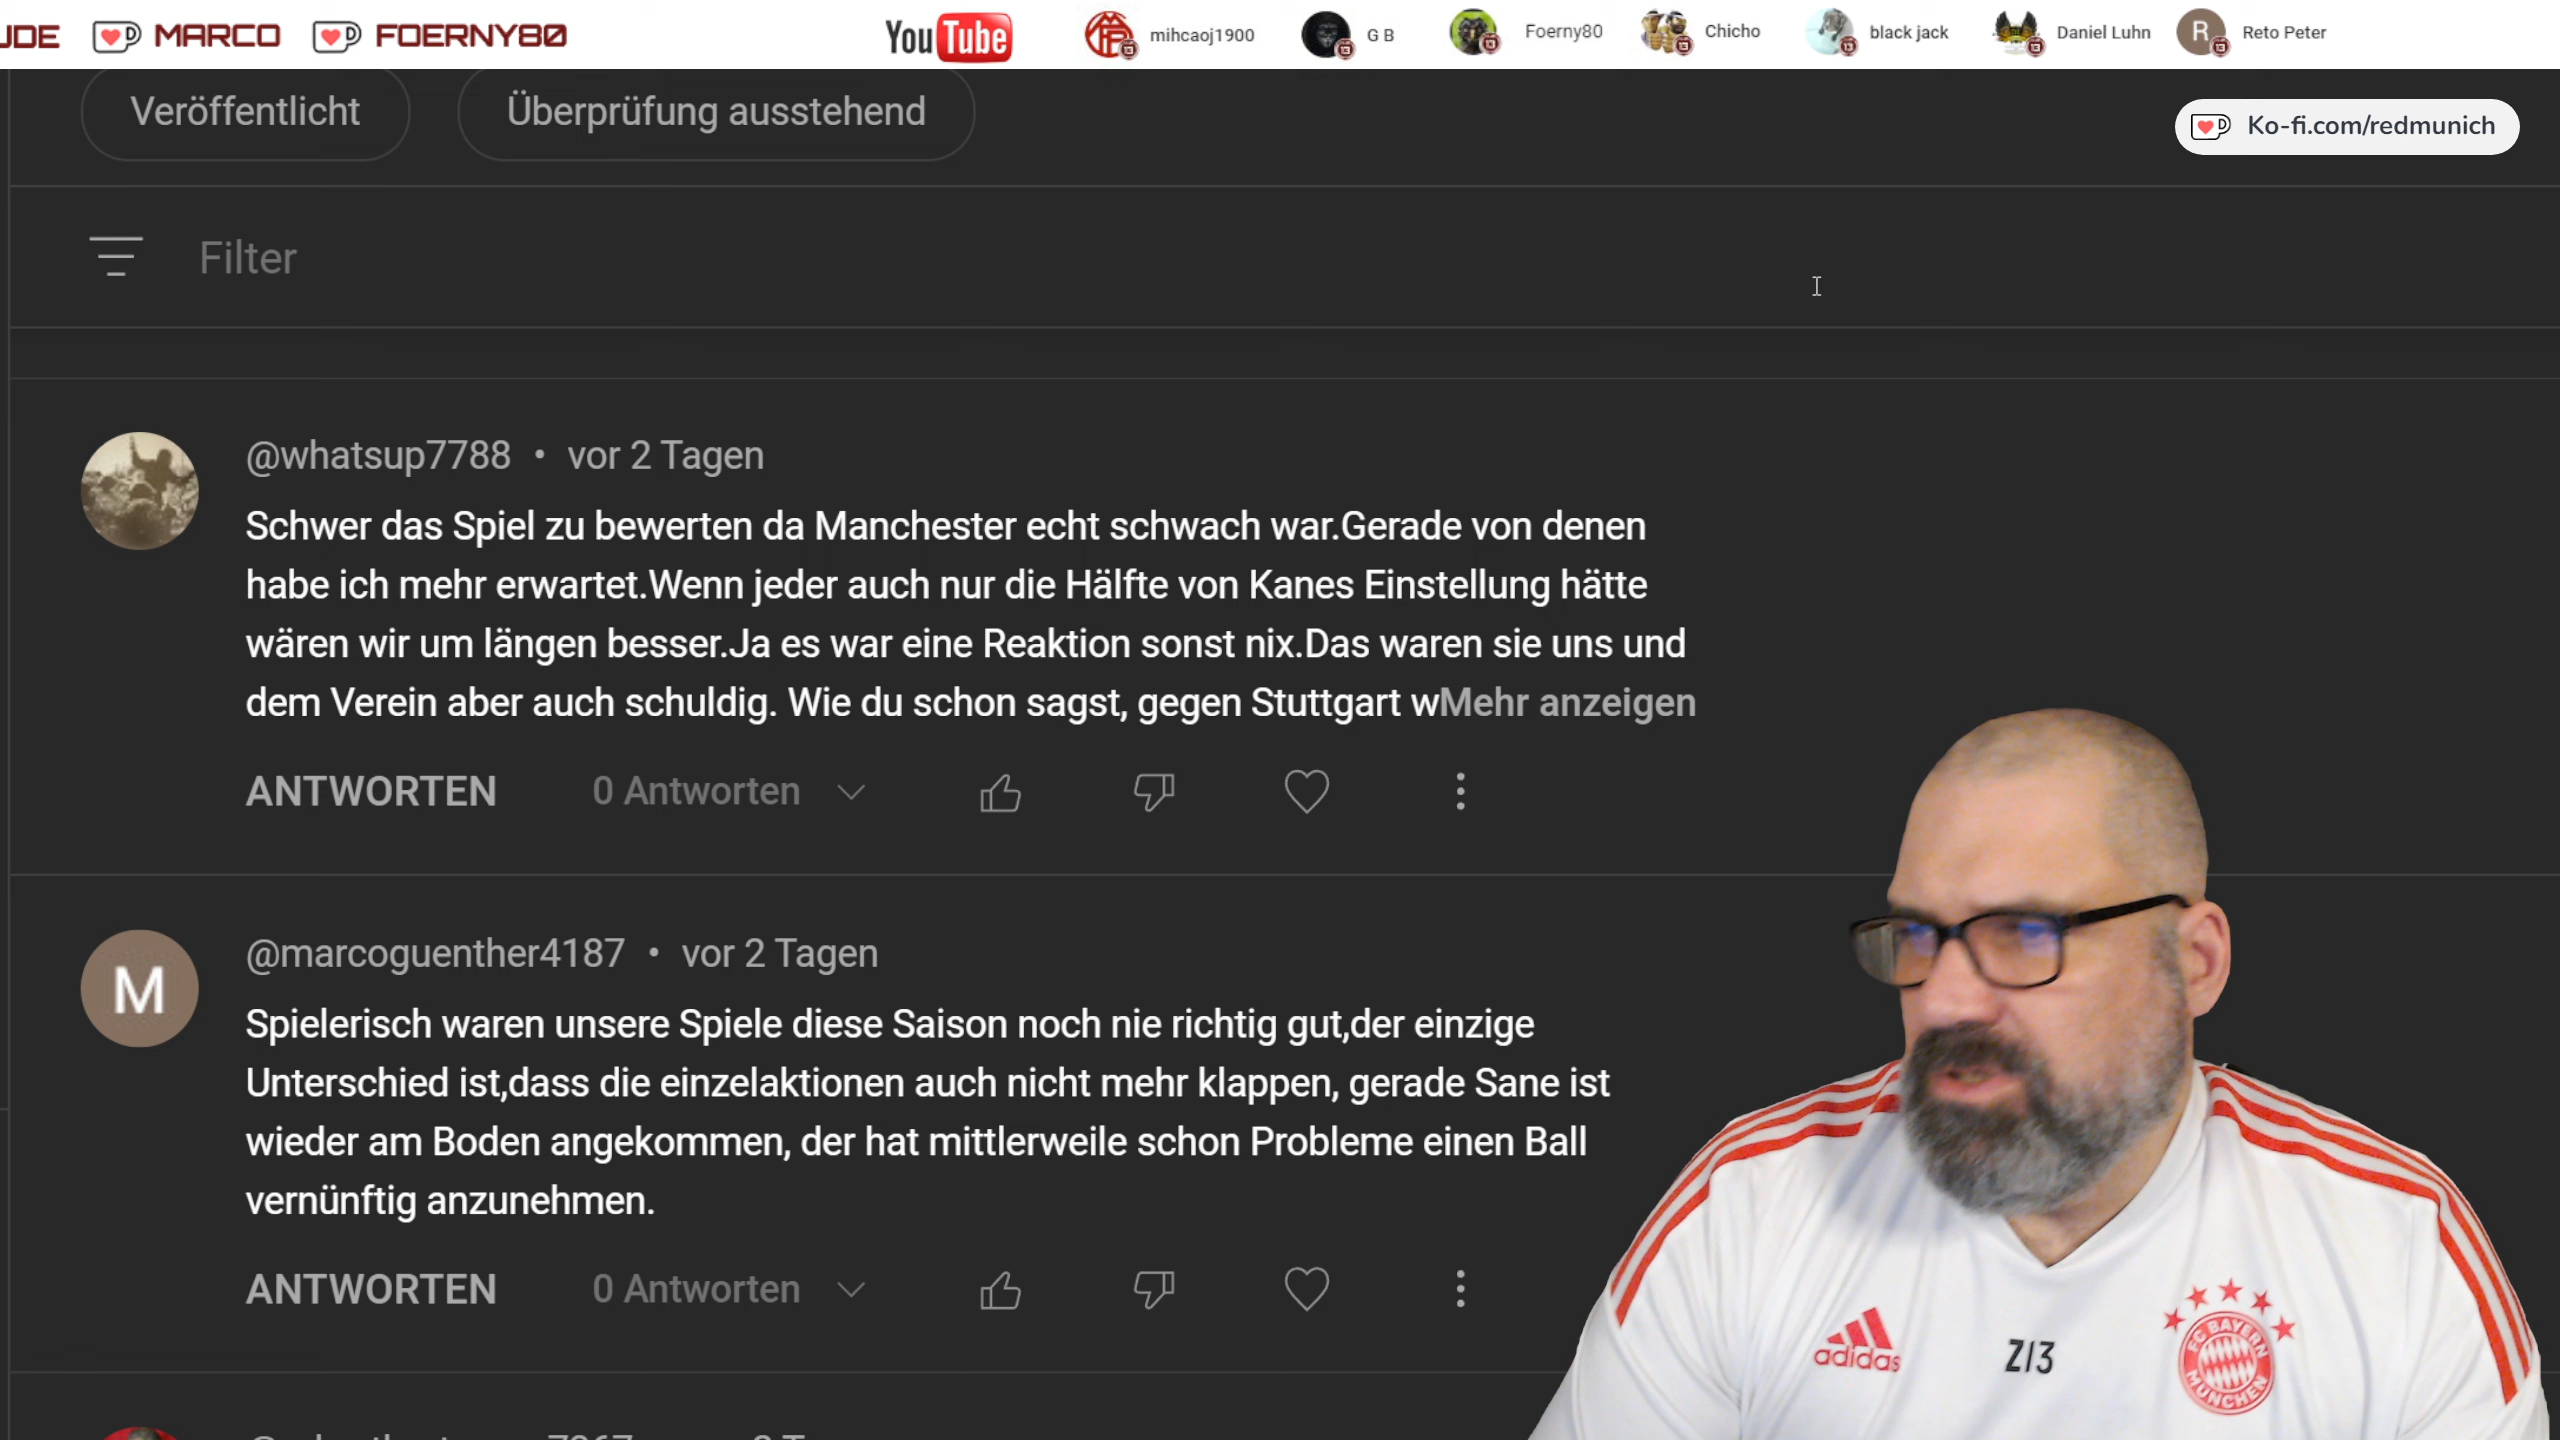 MARCO
FOERNY80
YouTube
mihcaoj1900
G B
Foerny80
Chicho
black jack
Daniel Luhn
R
Reto Peter
Veröffentlicht
Überprüfung ausstehend
Ko-fi.com/redmunich
Filter
@whatsup7788 • vor 2 Tagen
Schwer das Spiel zu bewerten da Manchester echt schwach war.Gerade von denen
habe ich mehr erwartet.Wenn jeder auch nur die Hälfte von Kanes Einstellung hätte
wären wir um längen besser.Ja es war eine Reaktion sonst nix.Das waren sie uns und
dem Verein aber auch schuldig. Wie du schon sagst, gegen Stuttgart wMehr anzeigen
ANTWORTEN
0 Antworten
M
@marcoguenther4187 • vor 2 Tagen
Spielerisch waren unsere Spiele diese Saison noch nie richtig gut,der einzige
Unterschied ist,dass die einzelaktionen auch nicht mehr klappen, gerade Sane ist
wieder am Boden angekommen, der hat mittlerweile schon Probleme einen Ball
vernünftig anzunehmen.
ANTWORTEN
0 Antworten
adidas
Z13
FC BAYERN
MÜNCHEN